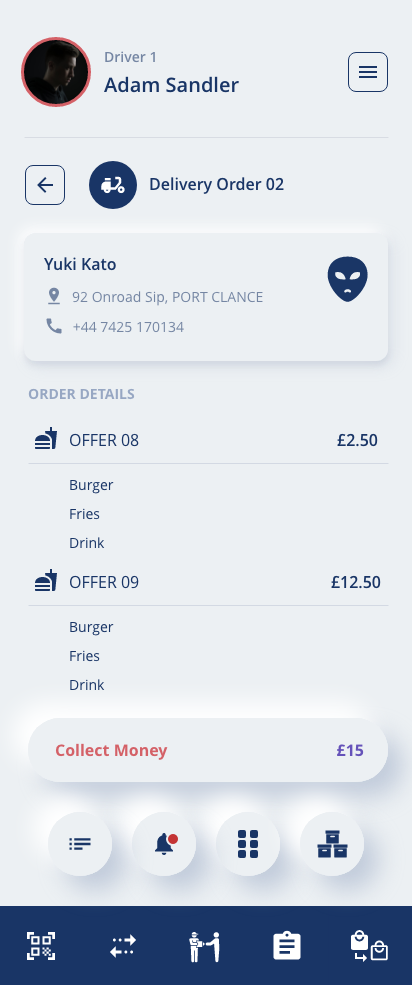 Driver 1
Adam Sandler
Delivery Order 02
Yuki Kato
92 Onroad Sip, PORT CLANCE
+44 7425 170134
ORDER DETAILS
OFFER 08 £2.50
Burger
Fries
Drink
OFFER 09 £12.50
Burger
Fries
Drink
Collect Money £15